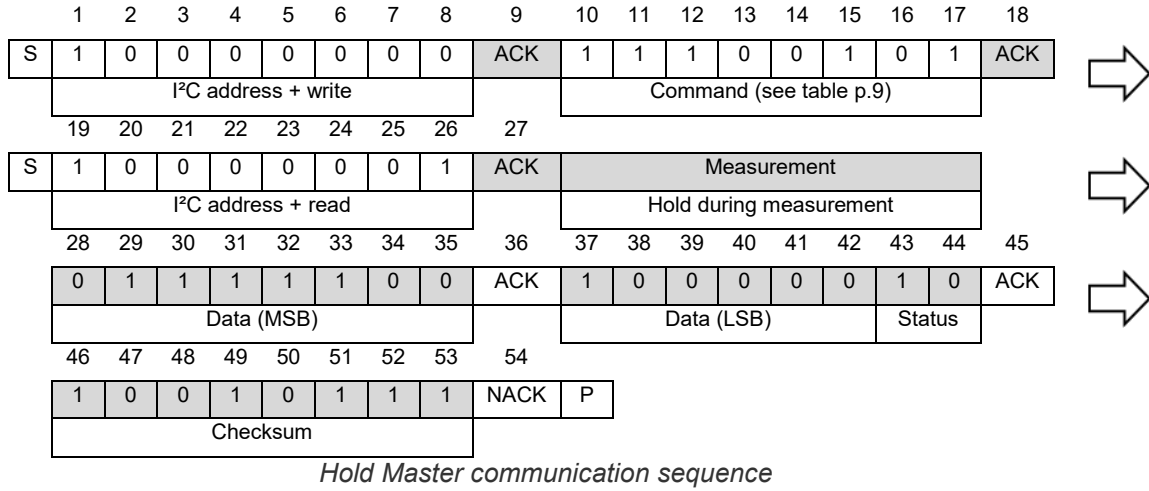 1 2 3 4 5 6 7 8 9 10 11 12 13 14 15 16 17 18
S 1 0 0 0 0 0 0 0 ACK 1 1 1 0 0 1 0 1 ACK
I²C address + write Command (see table p.9)
19 20 21 22 23 24 25 26 27
S 1 0 0 0 0 0 0 1 ACK Measurement
I²C address + read Hold during measurement
28 29 30 31 32 33 34 35 36 37 38 39 40 41 42 43 44 45
0 1 1 1 1 1 0 0 ACK 1 0 0 0 0 0 1 0 ACK
Data (MSB) Data (LSB) Status
46 47 48 49 50 51 52 53 54
1 0 0 1 0 1 1 1 NACK P
Checksum
Hold Master communication sequence